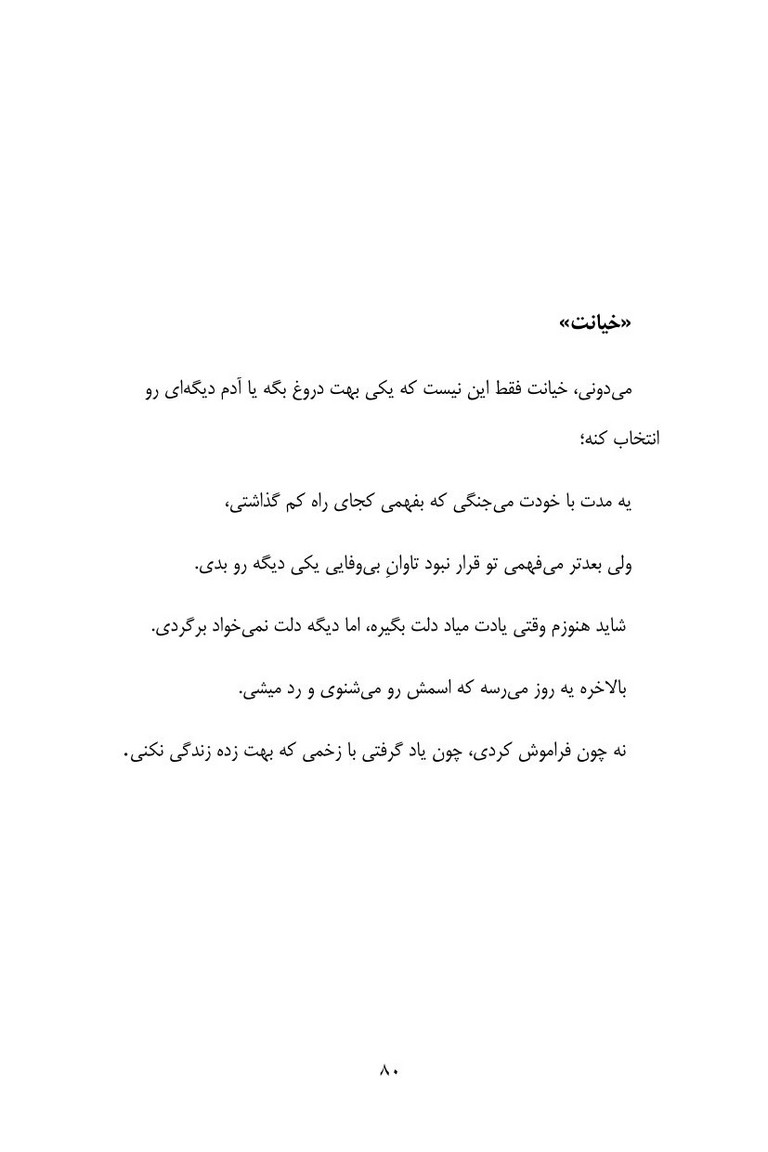 «خیانت»
می‌دونی، خیانت فقط این نیست که یکی بهت دروغ بگه یا آدم دیگه‌ای رو
انتخاب کنه؛
یه مدت با خودت می‌جنگی که بفهمی کجای راه کم گذاشتی،
ولی بعدتر می‌فهمی تو قرار نبود تاوانِ بی‌وفایی یکی دیگه رو بدی.
شاید هنوزم وقتی یادت میاد دلت بگیره، اما دیگه دلت نمی‌خواد برگردی.
بالاخره یه روز می‌رسه که اسمش رو می‌شنوی و رد میشی.
نه چون فراموش کردی، چون یاد گرفتی با زخمی که بهت زده زندگی نکنی.
۸۰